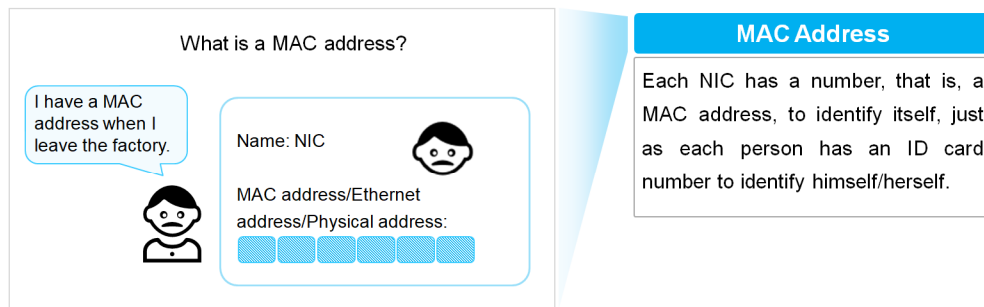 What is a MAC address?
I have a MAC
address when I
leave the factory.
Name: NIC
MAC address/Ethernet
address/Physical address:
MAC Address
Each NIC has a number, that is, a
MAC address, to identify itself, just
as each person has an ID card
number to identify himself/herself.